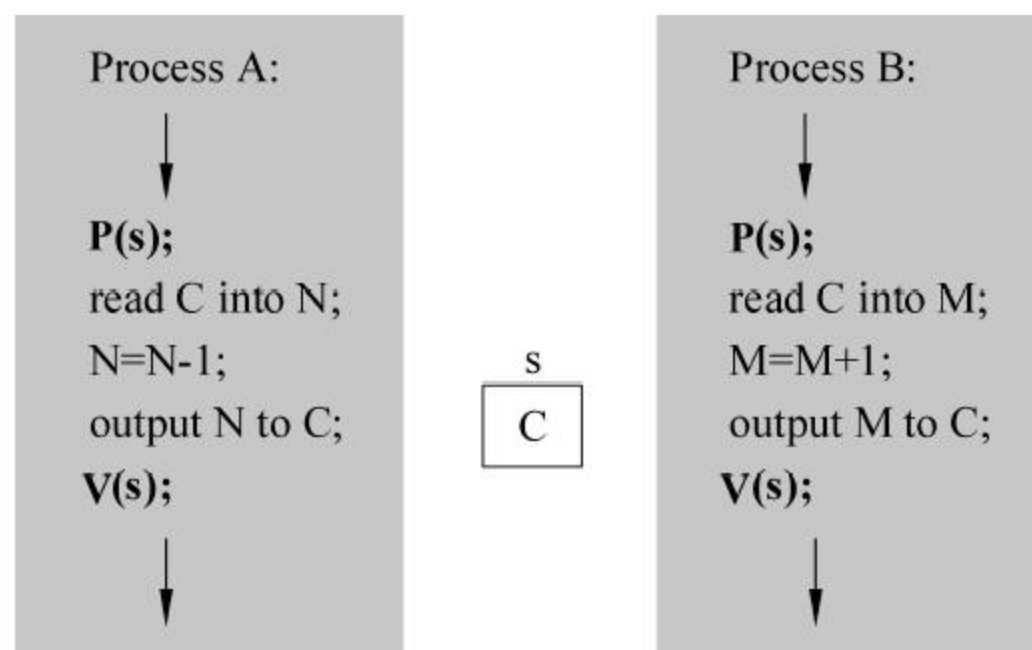 Process A:
P(s);
read C into N;
N=N-1;
output N to C;
V(s);
s
C
Process B:
P(s);
read C into M;
M=M+1;
output M to C;
V(s);